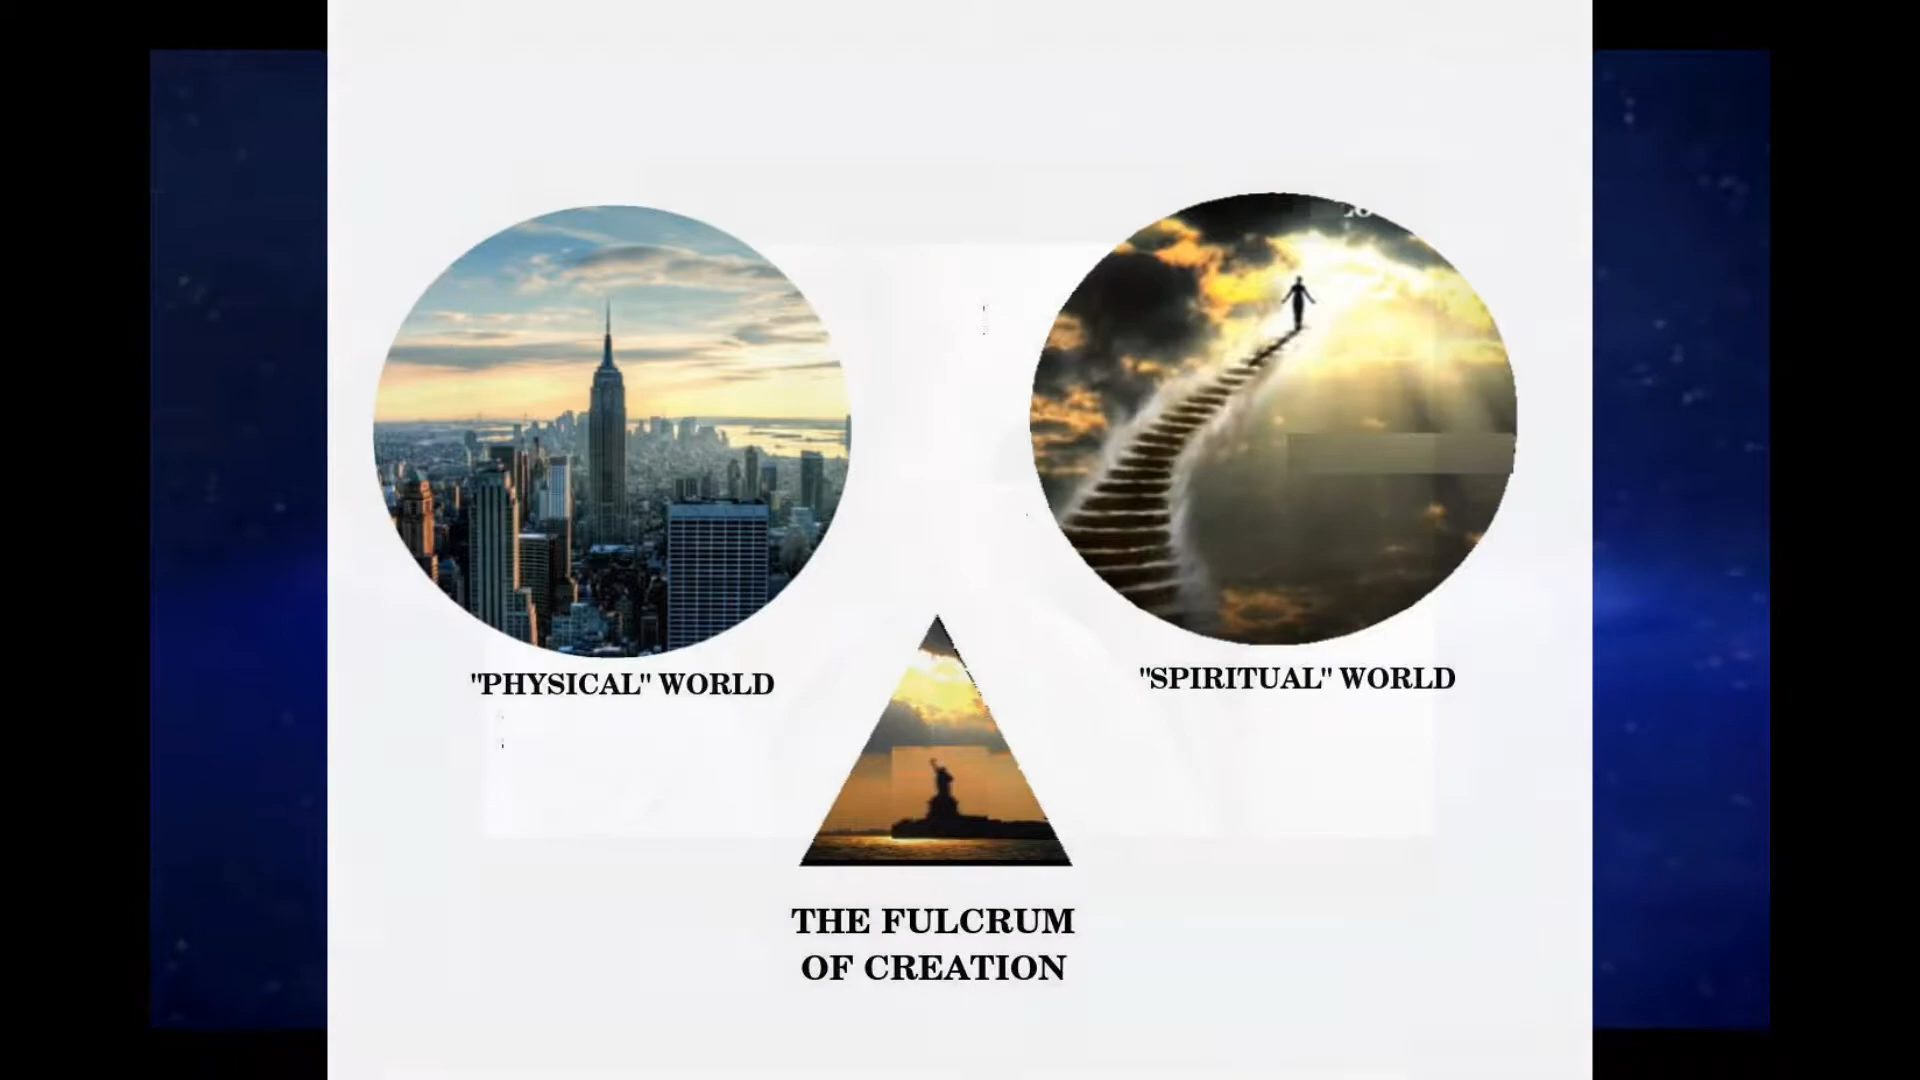 "PHYSICAL" WORLD
"SPIRITUAL" WORLD
THE FULCRUM
OF CREATION